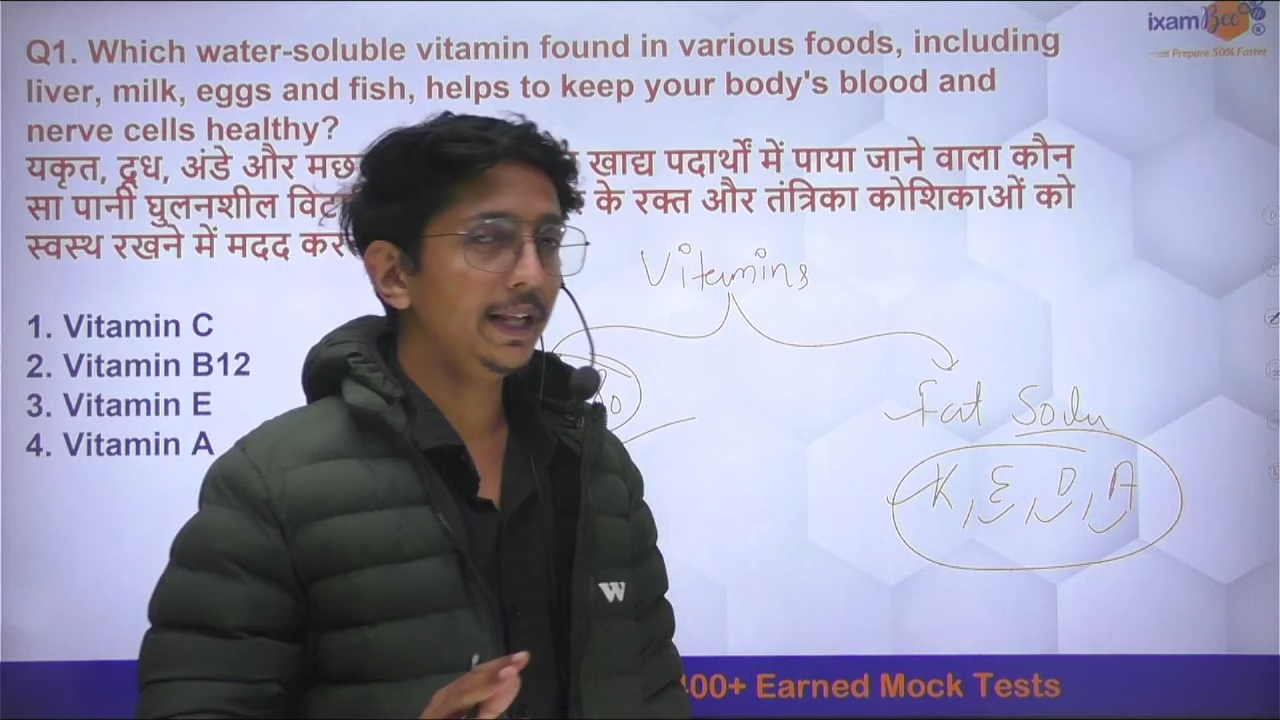 ixamBee
Prepare 50% Faster
Q1. Which water-soluble vitamin found in various foods, including
liver, milk, eggs and fish, helps to keep your body's blood and
nerve cells healthy?
यकृत, दूध, अंडे और मछ खाद्य पदार्थों में पाया जाने वाला कौन
सा पानी घुलनशील विट के रक्त और तंत्रिका कोशिकाओं को
स्वस्थ रखने में मदद कर
Vitamins
1. Vitamin C
2. Vitamin B12
3. Vitamin E
4. Vitamin A
Fat Solu
K, E, D, A
W
400+ Earned Mock Tests